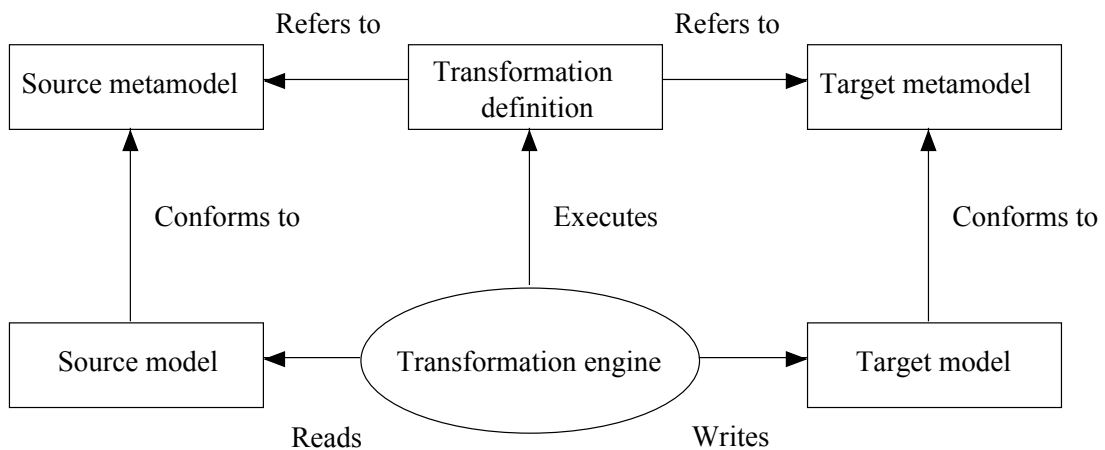 Refers to
Refers to
Source metamodel
Transformation
definition
Target metamodel
Conforms to
Executes
Conforms to
Source model
Transformation engine
Target model
Reads
Writes